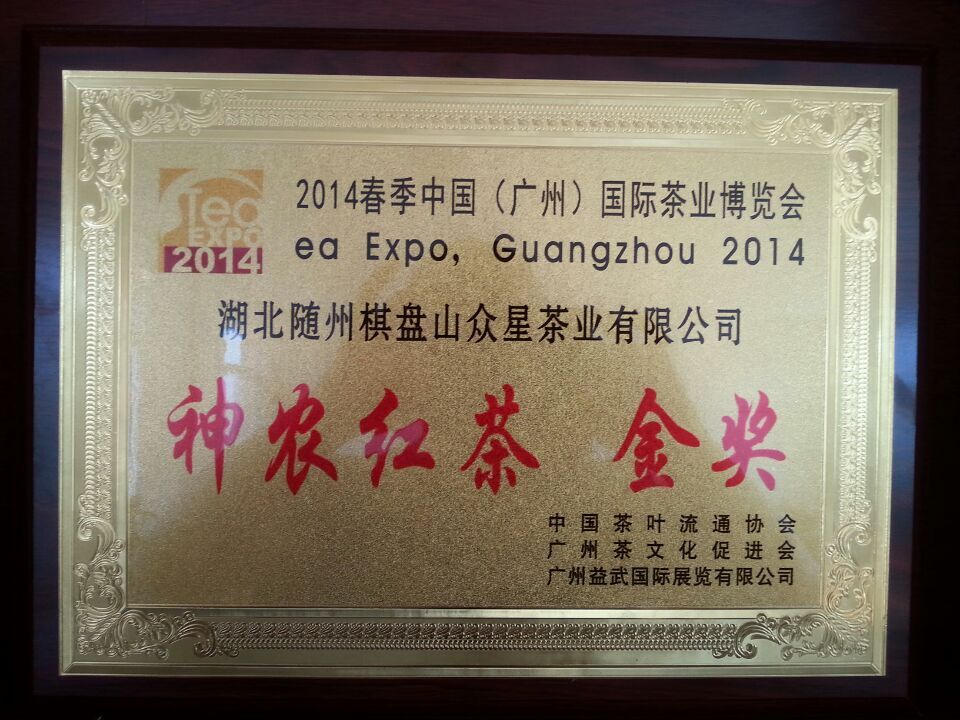 Tea
EXPO
2014
2014春季中国（广州）国际茶业博览会
ea Expo, Guangzhou 2014
湖北随州棋盘山众星茶业有限公司
神农红茶 金奖
中国茶叶流通协会
广州茶文化促进会
广州益武国际展览有限公司